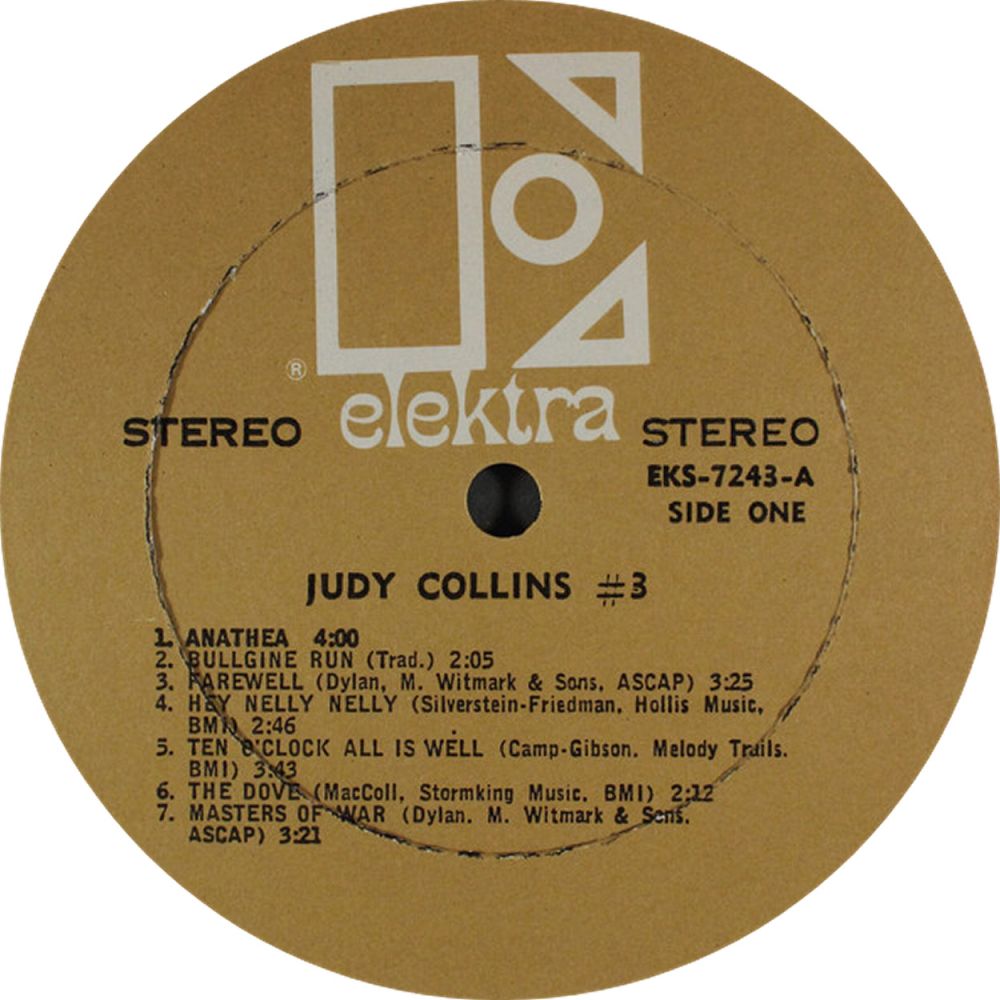 ®
elektra
STEREO STEREO
EKS-7243-A
SIDE ONE
JUDY COLLINS #3
1. ANATHEA 4:00
2. BULLGINE RUN (Trad.) 2:05
3. FAREWELL (Dylan, M. Witmark & Sons, ASCAP) 3:25
4. HEY NELLY NELLY (Silverstein-Friedman, Hollis Music,
BMI) 2:46
5. TEN O'CLOCK ALL IS WELL (Camp-Gibson. Melody Trails.
BMI) 3:43
6. THE DOVE (MacColl, Stormking Music. BMI) 2:12
7. MASTERS OF WAR (Dylan. M. Witmark & Sons.
ASCAP) 3:21